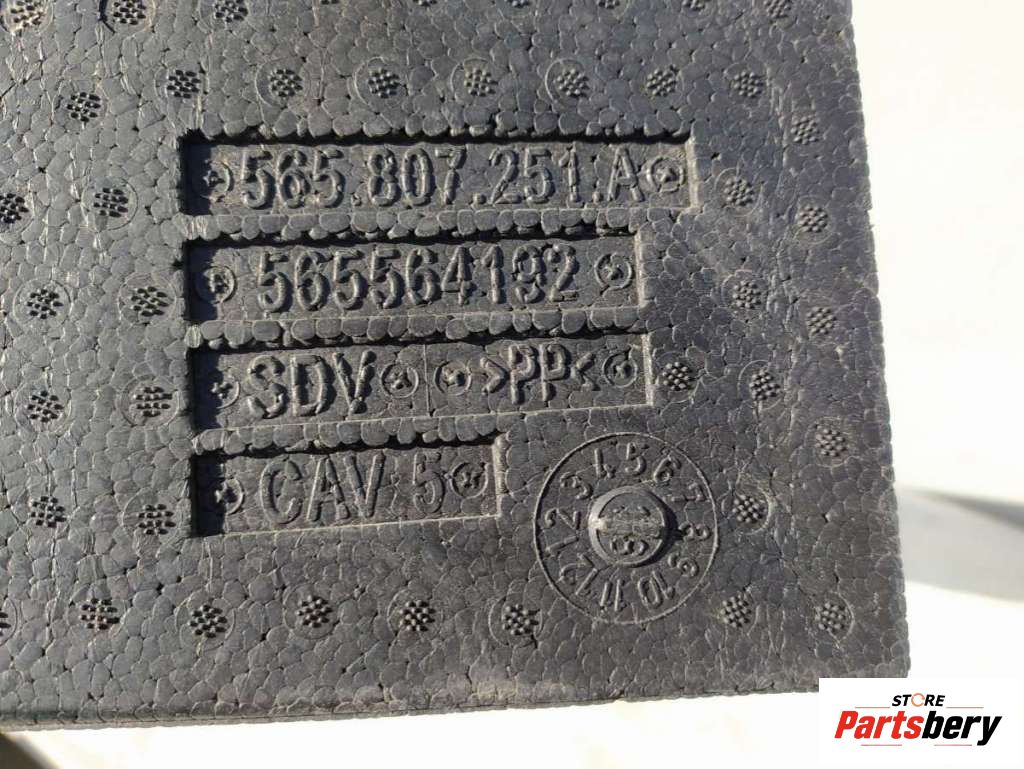 565.807.251.A
565564192
SDV >PP<
CAV 5
1 2 3 4 5 6 7 8 9 10 11 12
STORE
Partsbery